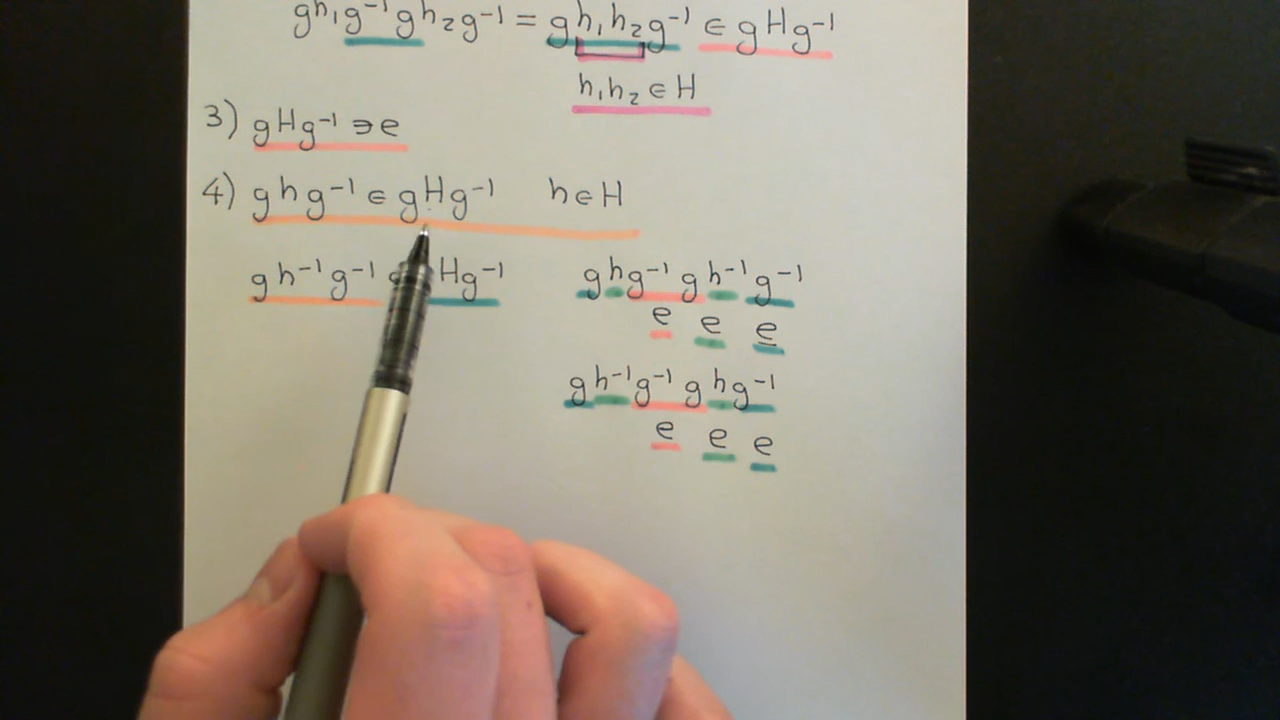 gh₁g⁻¹gh₂g⁻¹ = gh₁h₂g⁻¹ ∈ gHg⁻¹
h₁h₂ ∈ H
3) gHg⁻¹ ∋ e
4) ghg⁻¹ ∈ gHg⁻¹ h ∈ H
gh⁻¹g⁻¹ Hg⁻¹ ghg⁻¹gh⁻¹g⁻¹
e e e
gh⁻¹g⁻¹ghg⁻¹
e e e